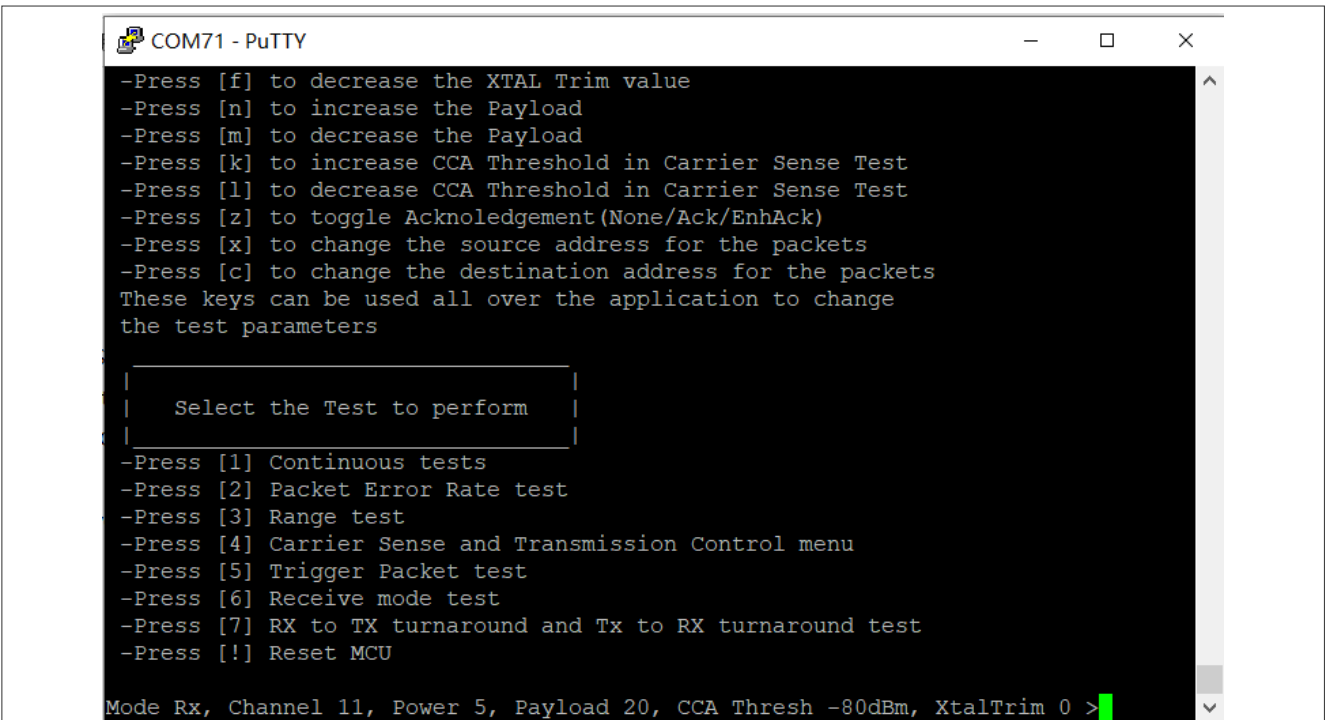 COM71 - PuTTY
-Press [f] to decrease the XTAL Trim value
-Press [n] to increase the Payload
-Press [m] to decrease the Payload
-Press [k] to increase CCA Threshold in Carrier Sense Test
-Press [l] to decrease CCA Threshold in Carrier Sense Test
-Press [z] to toggle Acknoledgement(None/Ack/EnhAck)
-Press [x] to change the source address for the packets
-Press [c] to change the destination address for the packets
These keys can be used all over the application to change
the test parameters
Select the Test to perform
-Press [1] Continuous tests
-Press [2] Packet Error Rate test
-Press [3] Range test
-Press [4] Carrier Sense and Transmission Control menu
-Press [5] Trigger Packet test
-Press [6] Receive mode test
-Press [7] RX to TX turnaround and Tx to RX turnaround test
-Press [!] Reset MCU
Mode Rx, Channel 11, Power 5, Payload 20, CCA Thresh -80dBm, XtalTrim 0 >